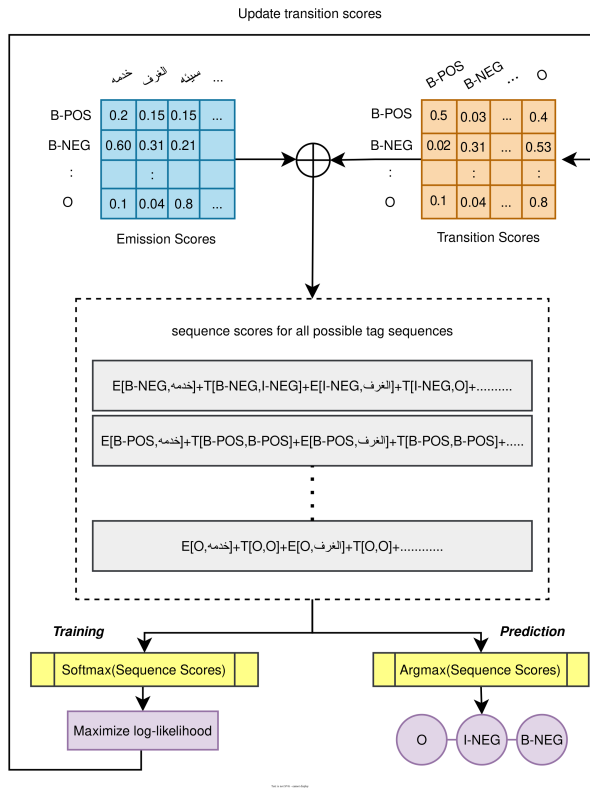 Update transition scores
خدمه الغرف سيئه ...
B-POS B-NEG ... O
B-POS 0.2 0.15 0.15 ...
B-POS 0.5 0.03 ... 0.4
B-NEG 0.60 0.31 0.21
B-NEG 0.02 0.31 ... 0.53
: :
: :
O 0.1 0.04 0.8 ...
O 0.1 0.04 ... 0.8
Emission Scores
Transition Scores
sequence scores for all possible tag sequences
E[B-NEG,خدمه]+T[B-NEG,I-NEG]+E[I-NEG,الغرف]+T[I-NEG,O]+..........
E[B-POS,خدمه]+T[B-POS,B-POS]+E[B-POS,الغرف]+T[B-POS,B-POS]+.....
E[O,خدمه]+T[O,O]+E[O,الغرف]+T[O,O]+............
Training
Prediction
Softmax(Sequence Scores)
Argmax(Sequence Scores)
Maximize log-likelihood
O I-NEG B-NEG